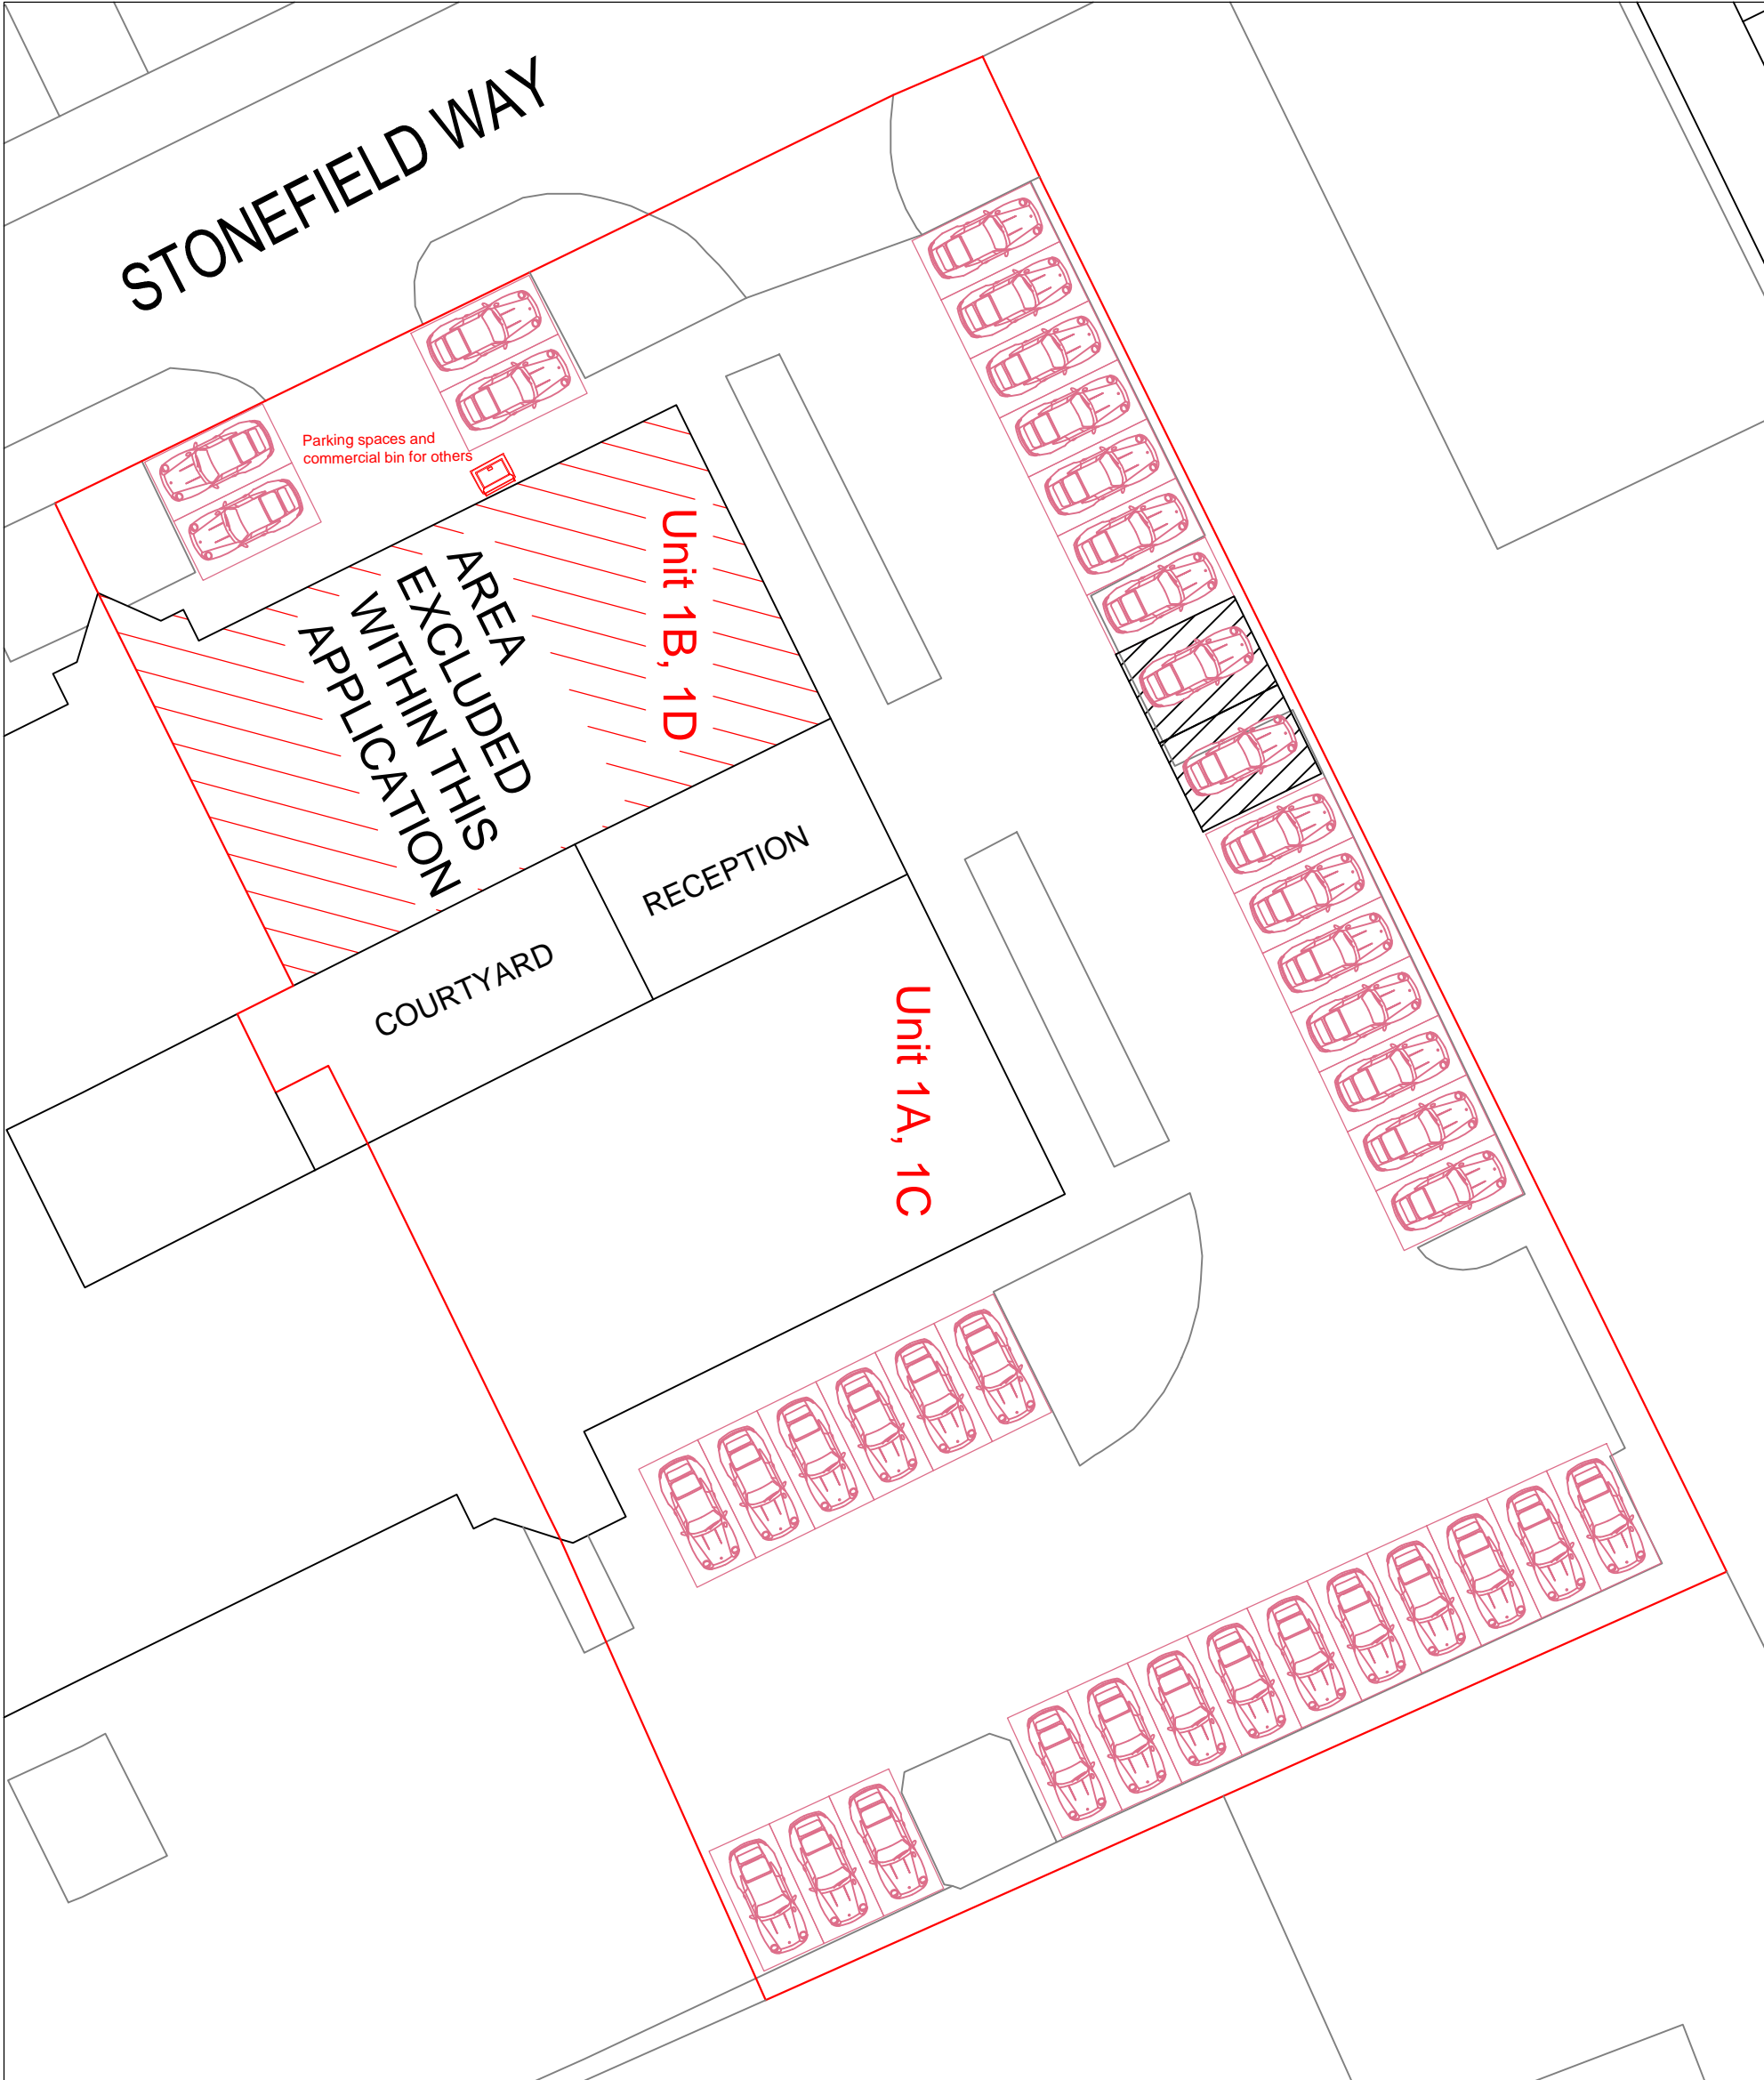 STONEFIELD WAY
Parking spaces and
commercial bin for others
Unit 1B, 1D
AREA
EXCLUDED
WITHIN THIS
APPLICATION
RECEPTION
COURTYARD
Unit 1A, 1C